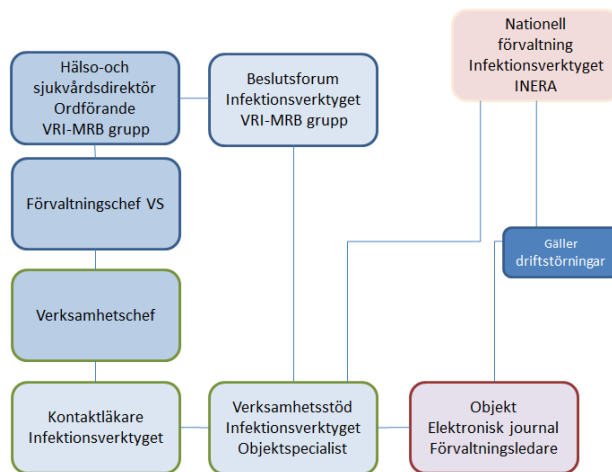 Hälso-och
sjukvårdsdirektör
Ordförande
VRI-MRB grupp
Beslutsforum
Infektionsverktyget
VRI-MRB grupp
Nationell
förvaltning
Infektionsverktyget
INERA
Förvaltningschef VS
Gäller
driftstörningar
Verksamhetschef
Kontaktläkare
Infektionsverktyget
Verksamhetsstöd
Infektionsverktyget
Objektspecialist
Objekt
Elektronisk journal
Förvaltningsledare